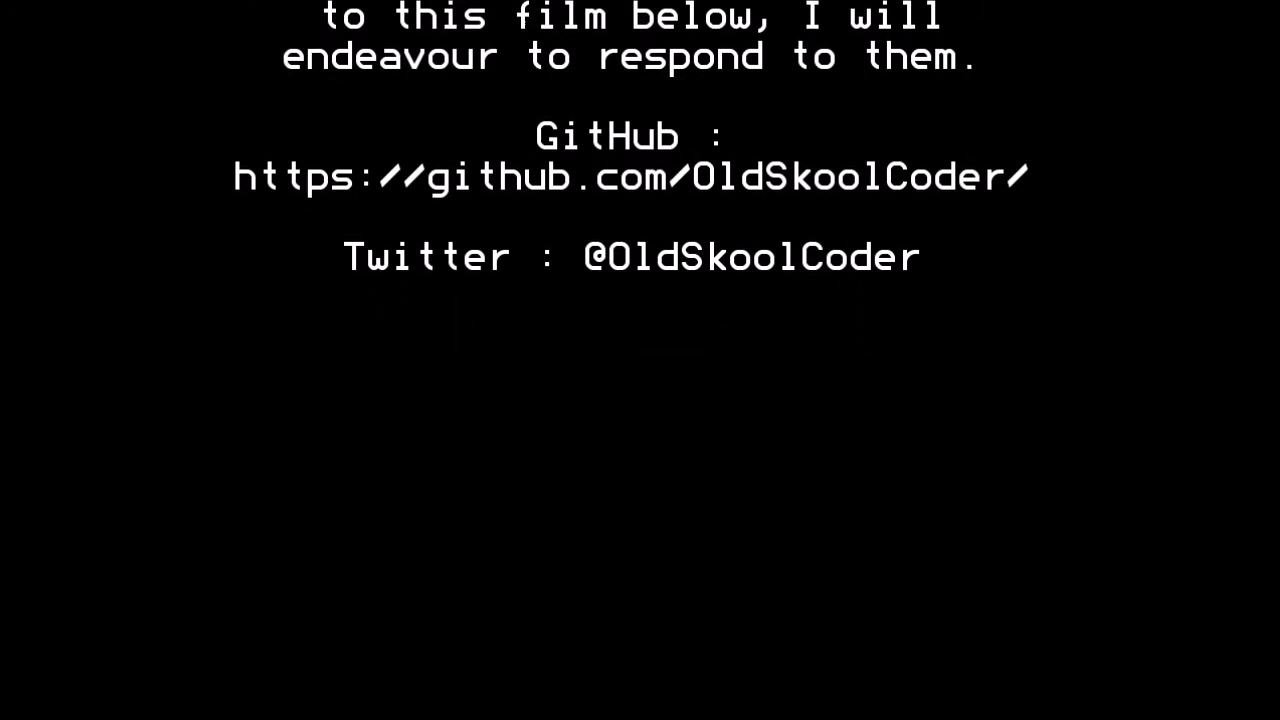 to this film below, I will
endeavour to respond to them.
GitHub :
https://github.com/OldSkoolCoder/
Twitter : @OldSkoolCoder